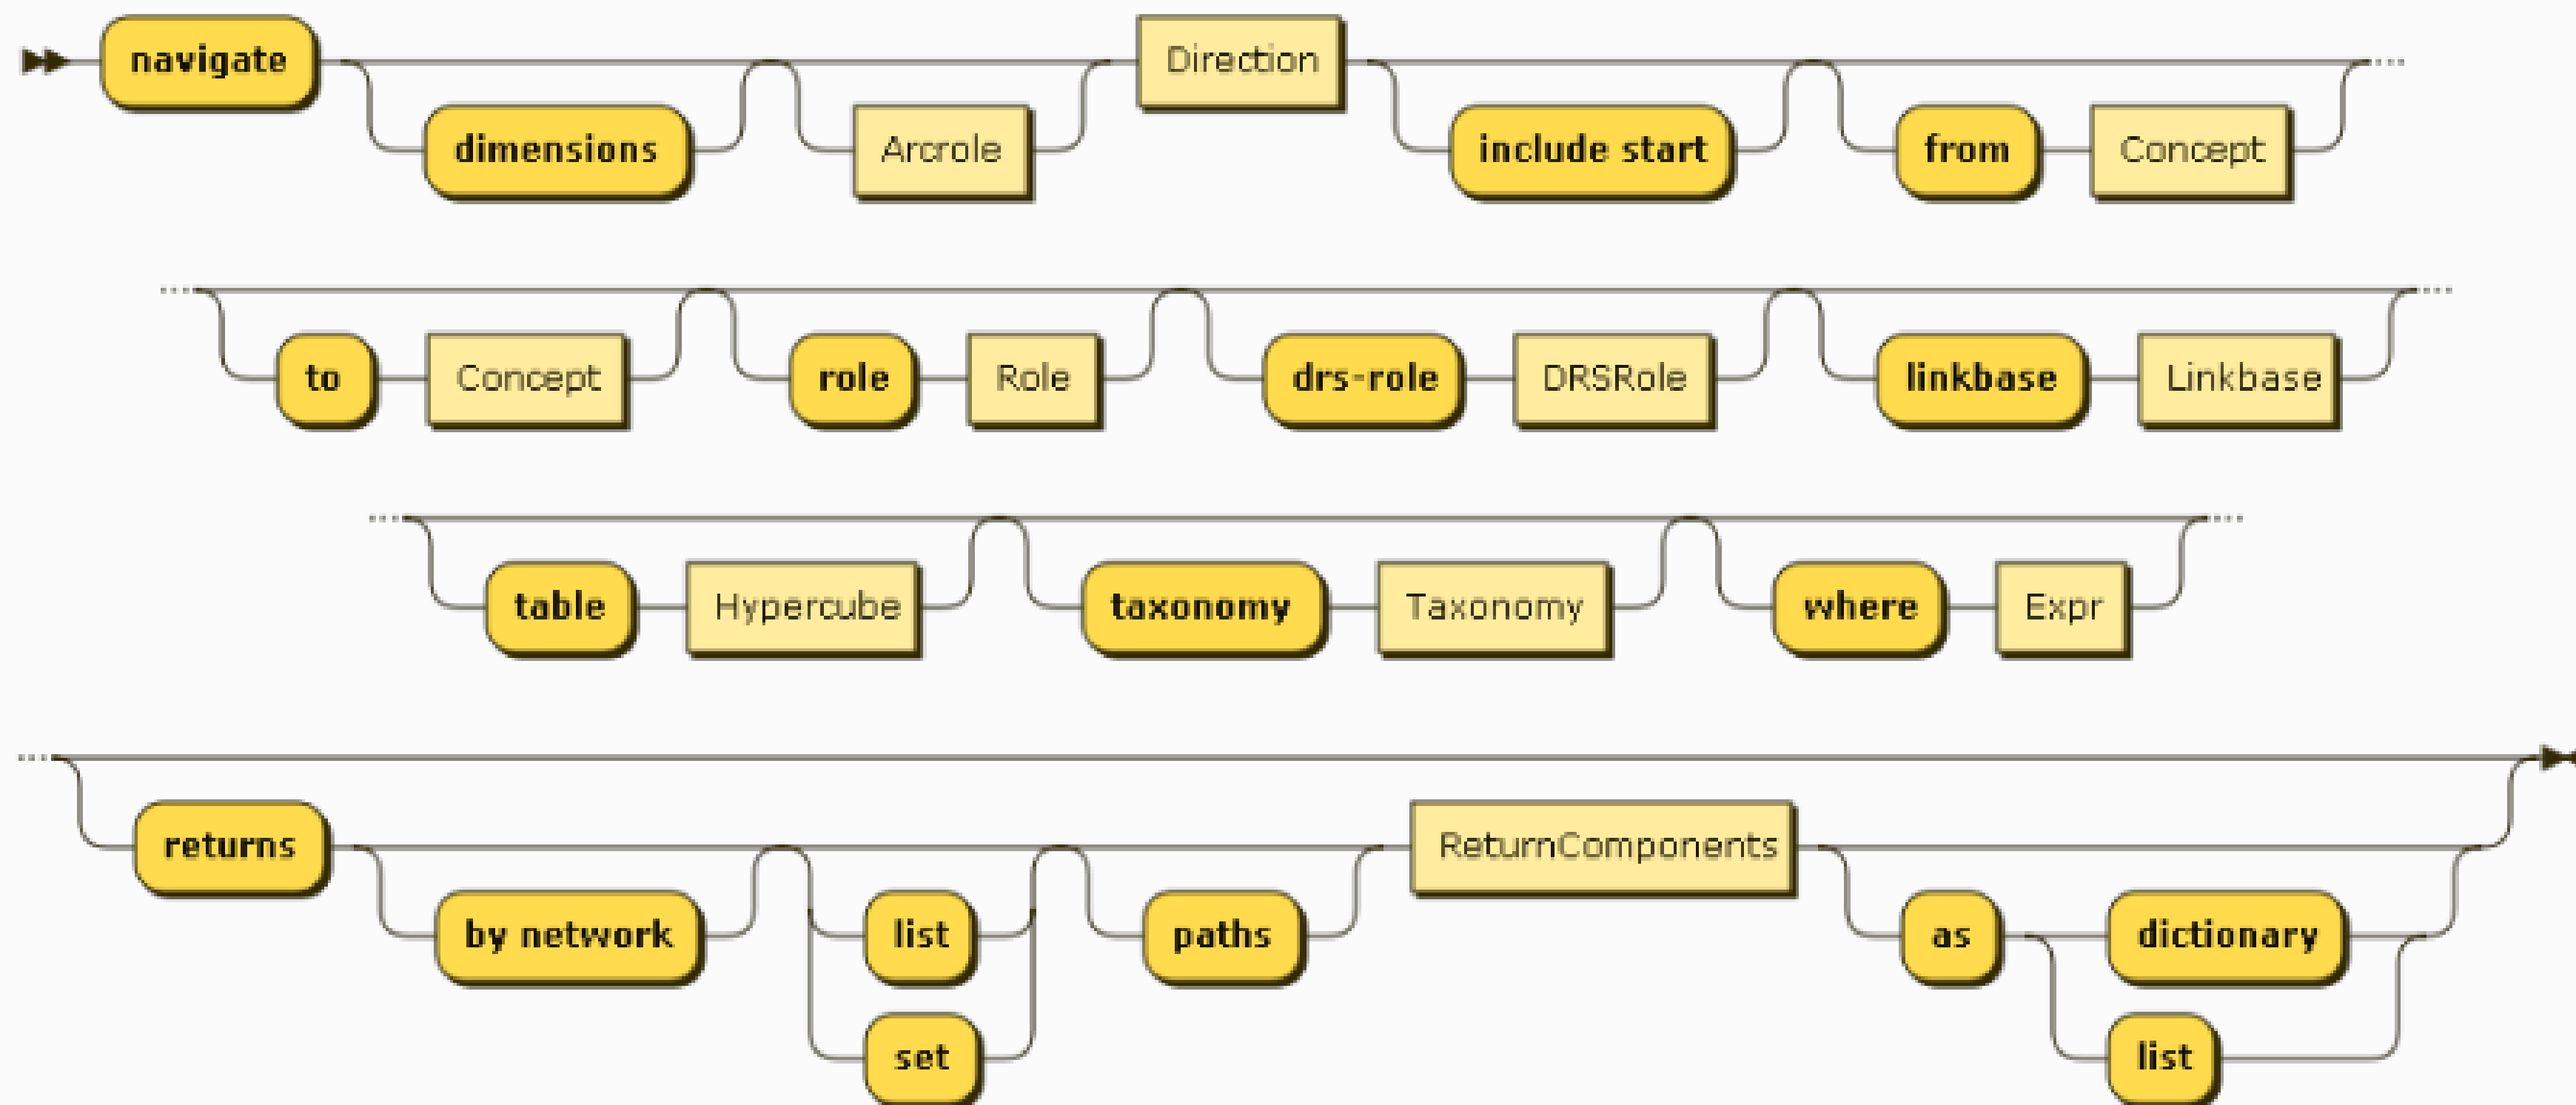 navigate Direction
dimensions Arcrole include start from Concept
to Concept role Role drs-role DRSRole linkbase Linkbase
table Hypercube taxonomy Taxonomy where Expr
returns ReturnComponents
by network list paths as dictionary
set list